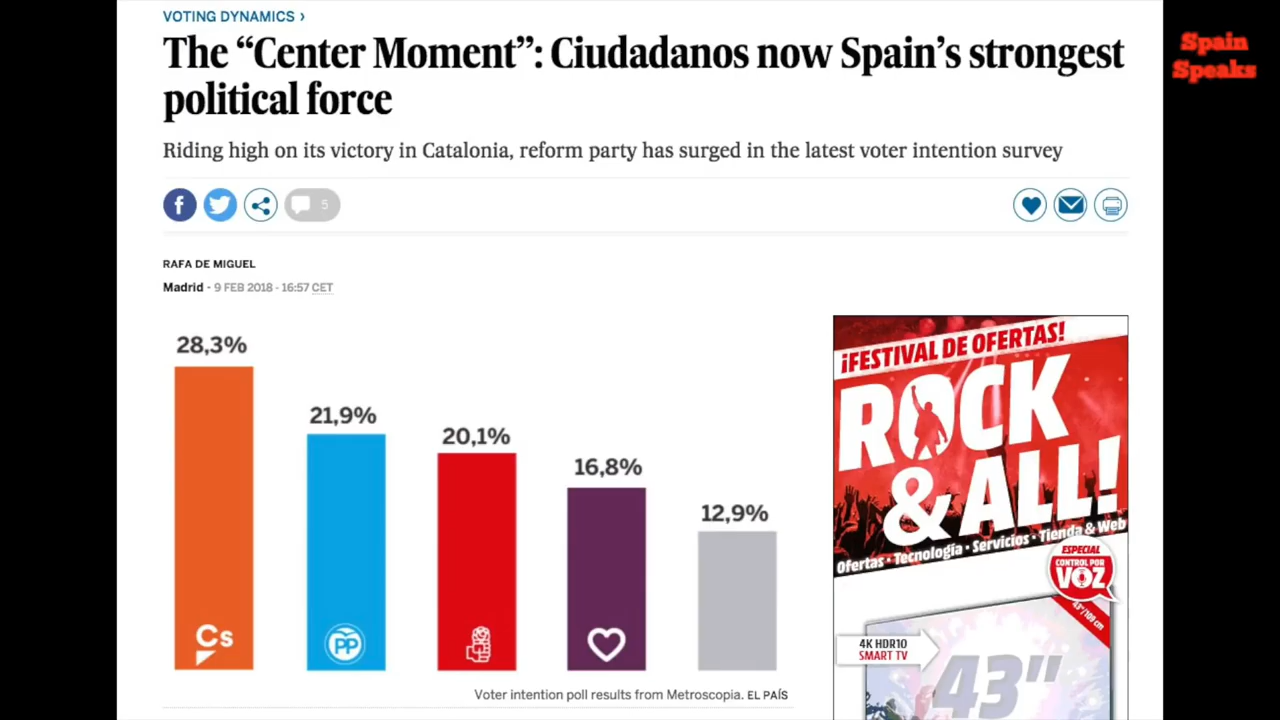 VOTING DYNAMICS ›
The “Center Moment”: Ciudadanos now Spain’s strongest
political force
Riding high on its victory in Catalonia, reform party has surged in the latest voter intention survey
5
RAFA DE MIGUEL
Madrid - 9 FEB 2018 - 16:57 CET
28,3%
21,9%
20,1%
16,8%
12,9%
Cs
PP
Voter intention poll results from Metroscopia. EL PAÍS
Spain
Speaks
¡FESTIVAL DE OFERTAS!
ROCK
& ALL!
Ofertas • Tecnología • Servicios • Tienda & Web
ESPECIAL
CONTROL POR
VOZ
43"/109 cm
4K HDR10
SMART TV
43"